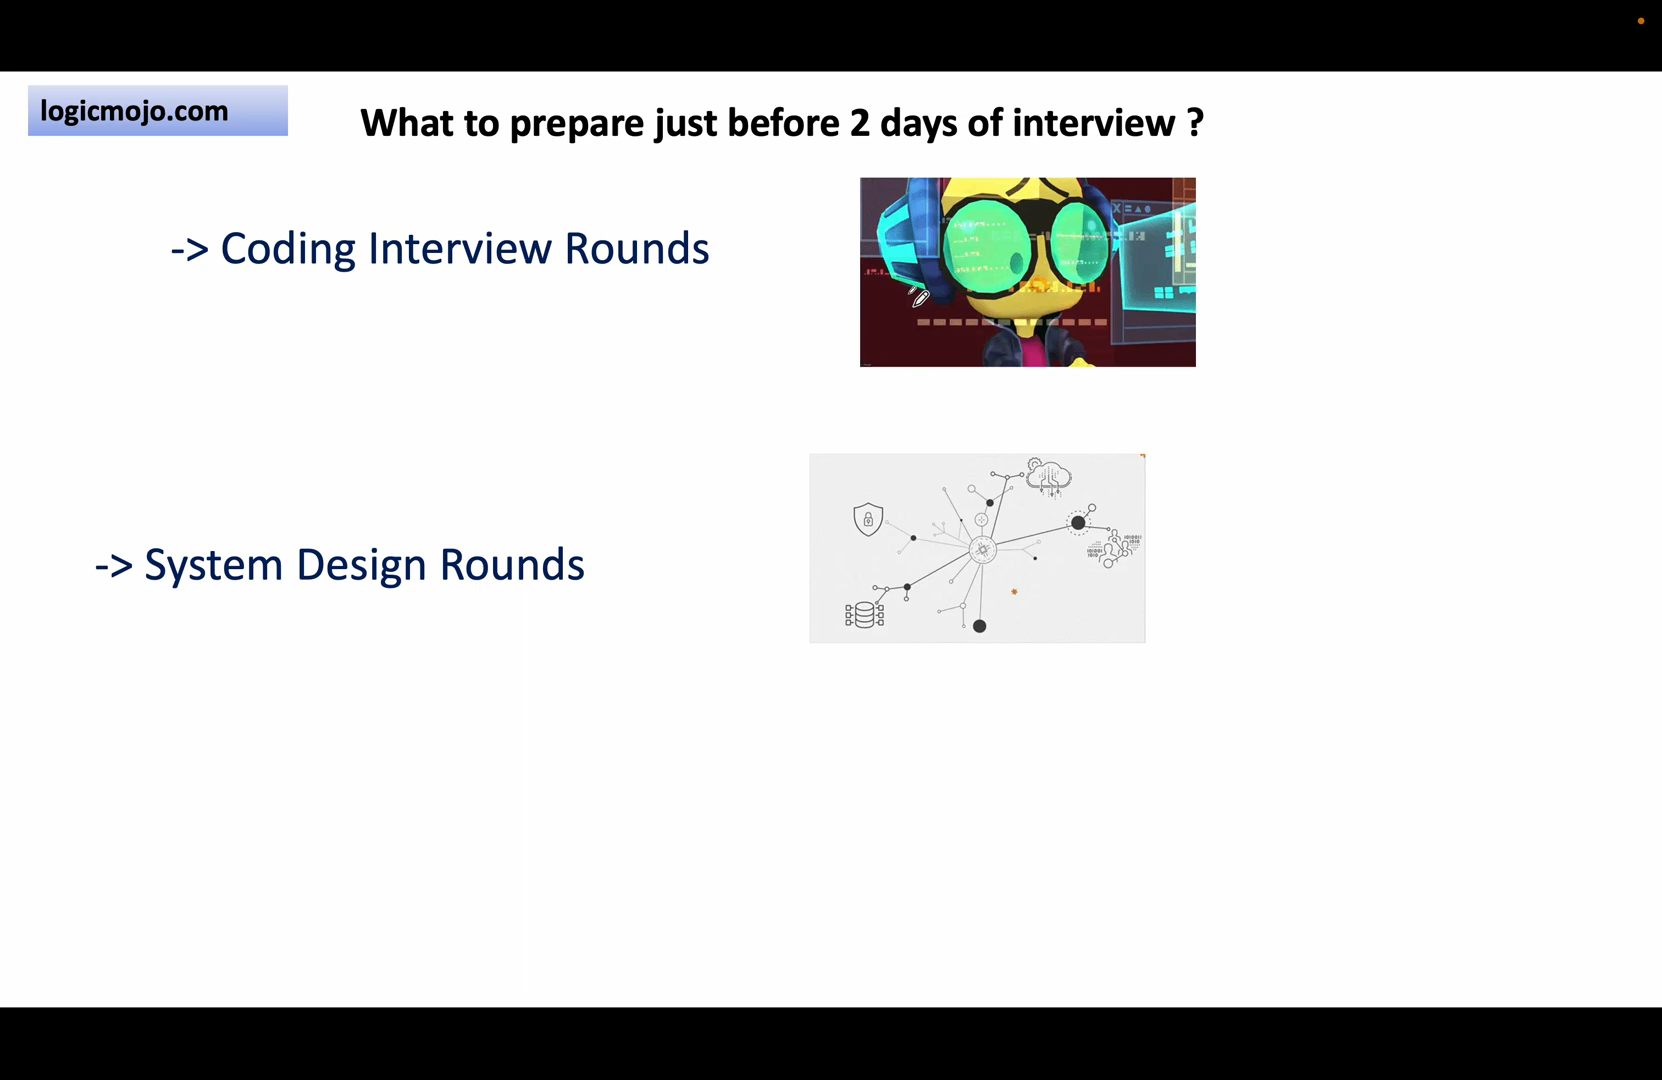 logicmojo.com
What to prepare just before 2 days of interview ?
-> Coding Interview Rounds
-> System Design Rounds